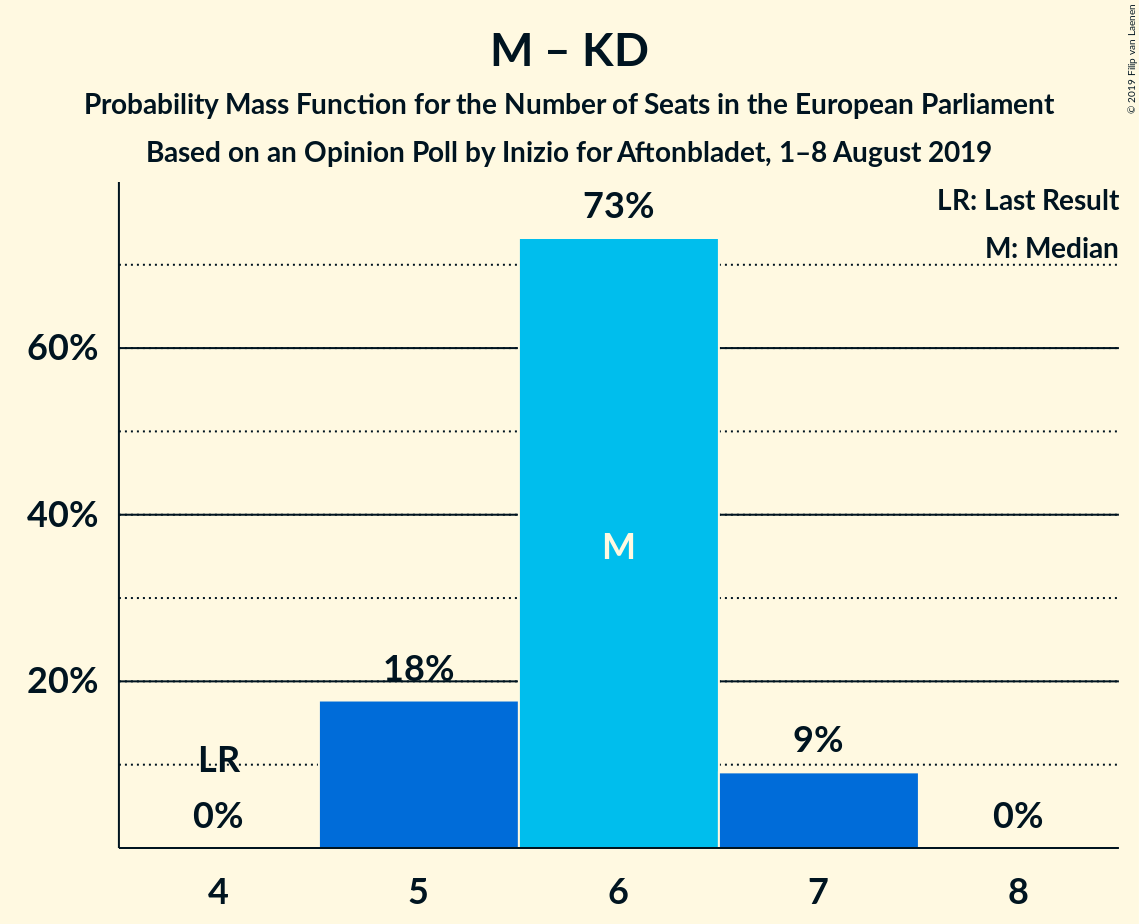 M – KD
Probability Mass Function for the Number of Seats in the European Parliament
Based on an Opinion Poll by Inizio for Aftonbladet, 1–8 August 2019
© 2019 Filip van Laenen
LR: Last Result
M: Median
73%
60%
40%
M
20%
18%
9%
LR
0%
0%
4
5
6
7
8